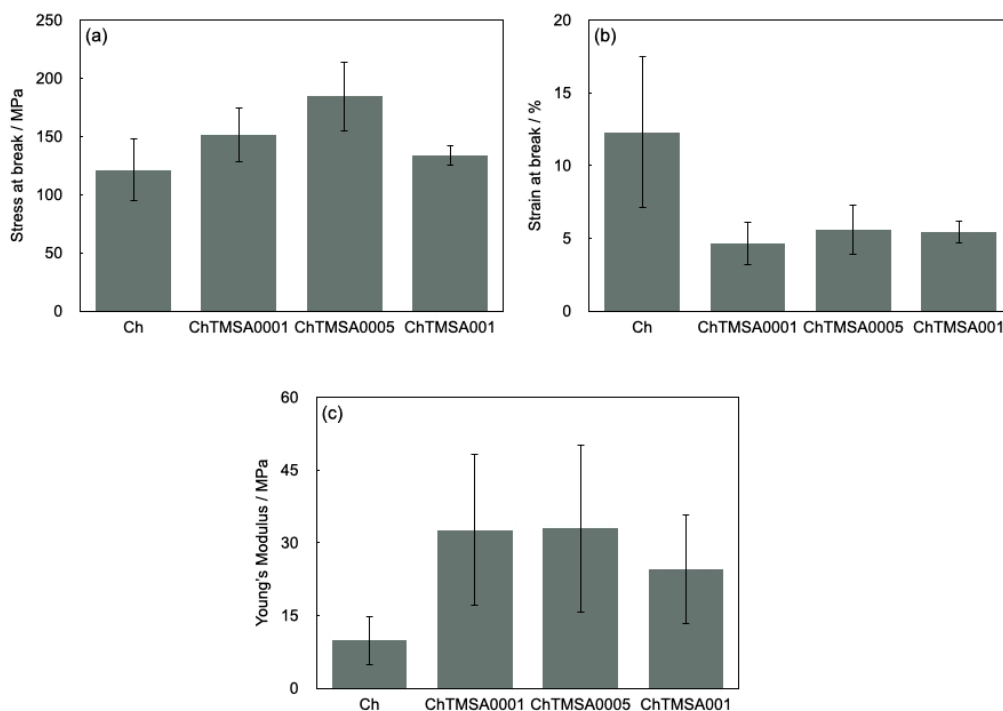 (a)
Stress at break / MPa
250
200
150
100
50
0
Ch ChTMSA0001 ChTMSA0005 ChTMSA001
(b)
Strain at break / %
20
15
10
5
0
Ch ChTMSA0001 ChTMSA0005 ChTMSA001
(c)
Young's Modulus / MPa
60
45
30
15
0
Ch ChTMSA0001 ChTMSA0005 ChTMSA001